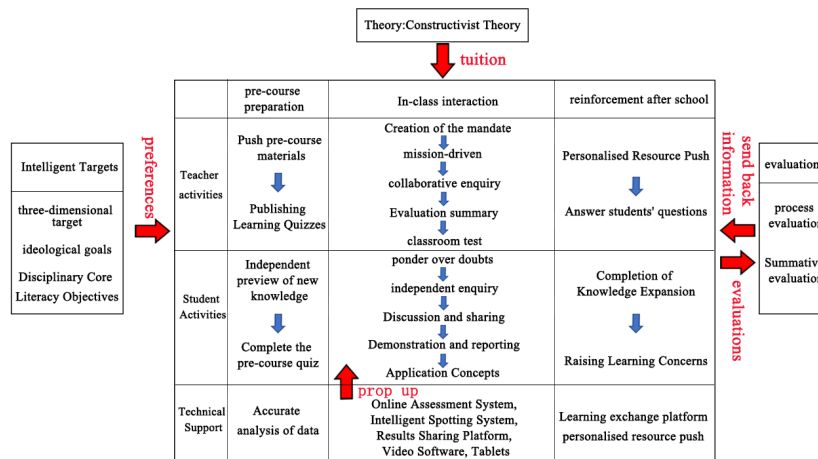 Theory:Constructivist Theory
tuition
pre-course
preparation
In-class interaction
reinforcement after school
Intelligent Targets
three-dimensional
target
ideological goals
Disciplinary Core
Literacy Objectives
preferences
Teacher
activities
Push pre-course
materials
Publishing
Learning Quizzes
Creation of the mandate
mission-driven
collaborative enquiry
Evaluation summary
classroom test
Personalised Resource Push
Answer students' questions
Student
Activities
Independent
preview of new
knowledge
Complete the
pre-course quiz
ponder over doubts
independent enquiry
Discussion and sharing
Demonstration and reporting
Application Concepts
Completion of
Knowledge Expansion
Raising Learning Concerns
prop up
Technical
Support
Accurate
analysis of data
Online Assessment System,
Intelligent Spotting System,
Results Sharing Platform,
Video Software, Tablets
Learning exchange platform
personalised resource push
send back
information
evaluations
evaluation
process
evaluation
Summative
evaluation